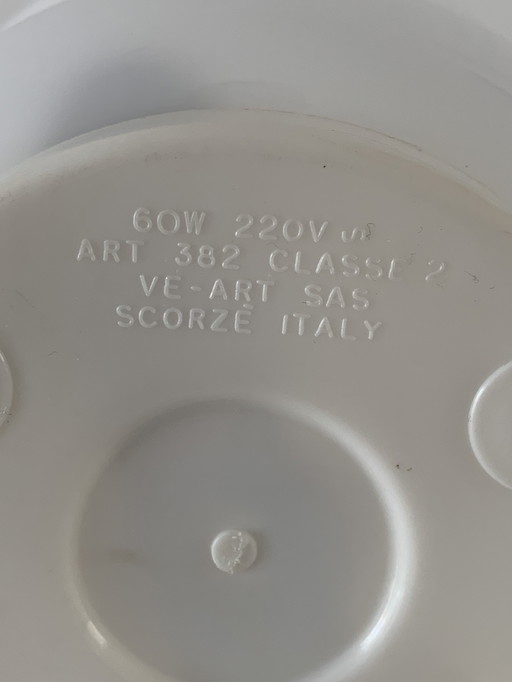 60W 220V
ART 382 CLASSE 2
VE-ART SAS
SCORZÈ ITALY